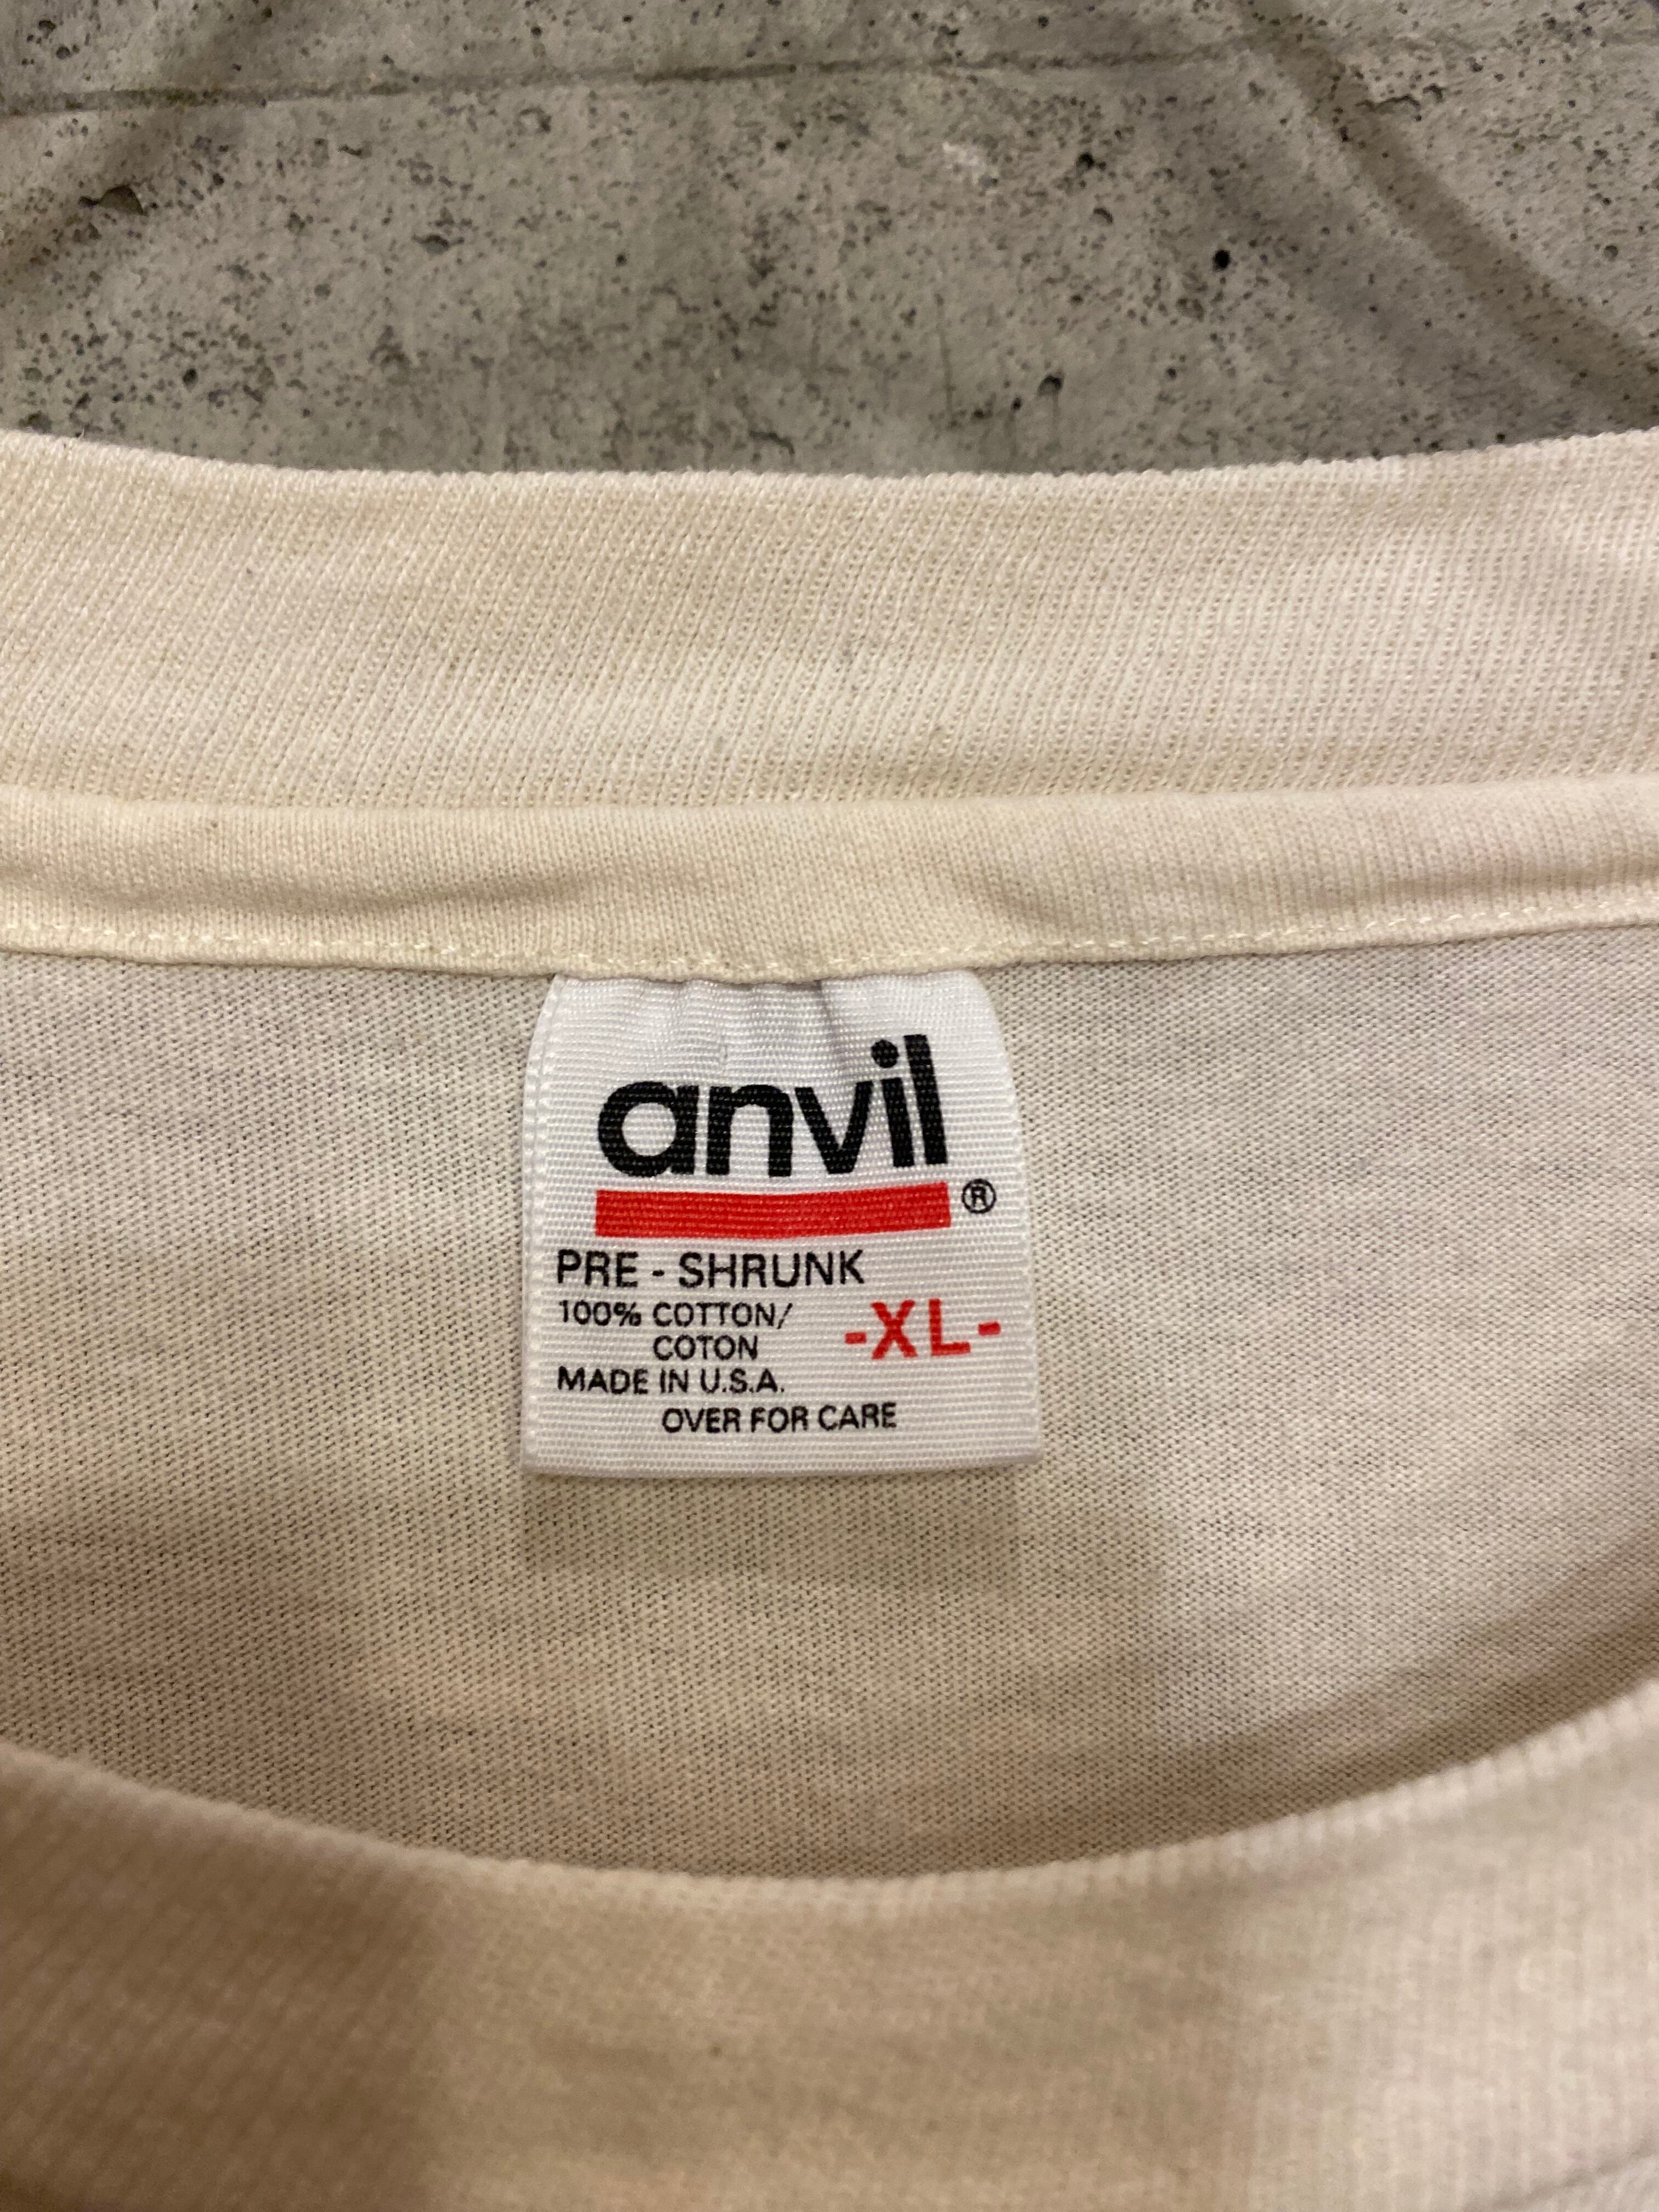 anvil®
PRE - SHRUNK
100% COTTON/
COTON
-XL-
MADE IN U.S.A.
OVER FOR CARE